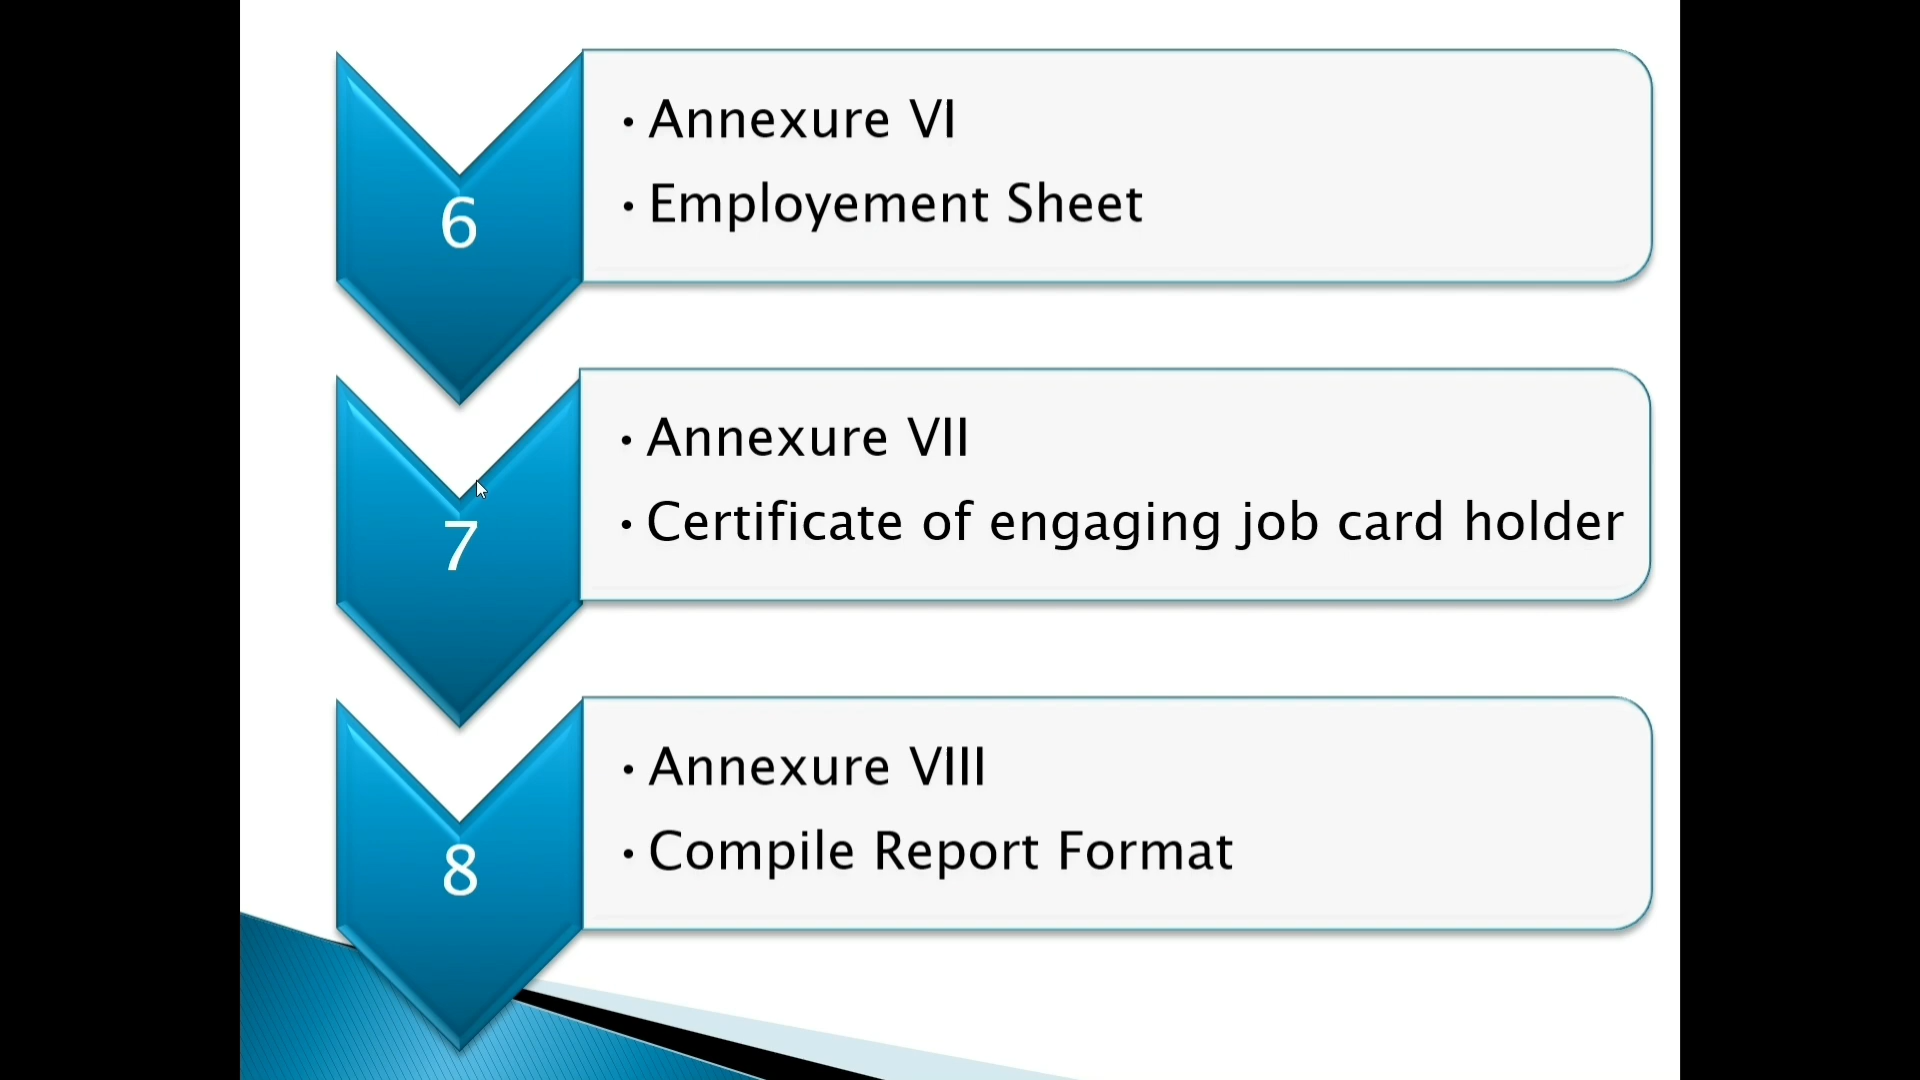 6
• Annexure VI
• Employement Sheet
7
• Annexure VII
• Certificate of engaging job card holder
8
• Annexure VIII
• Compile Report Format